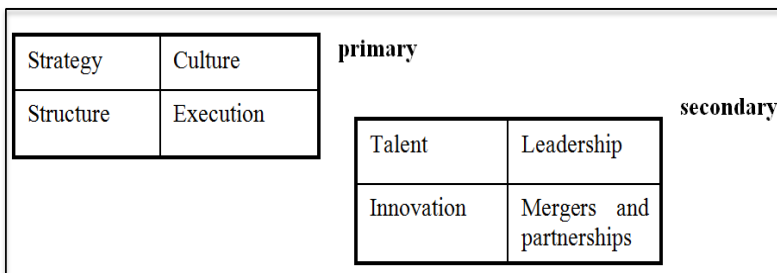 Strategy Culture primary
Structure Execution
secondary
Talent Leadership
Innovation Mergers and
partnerships